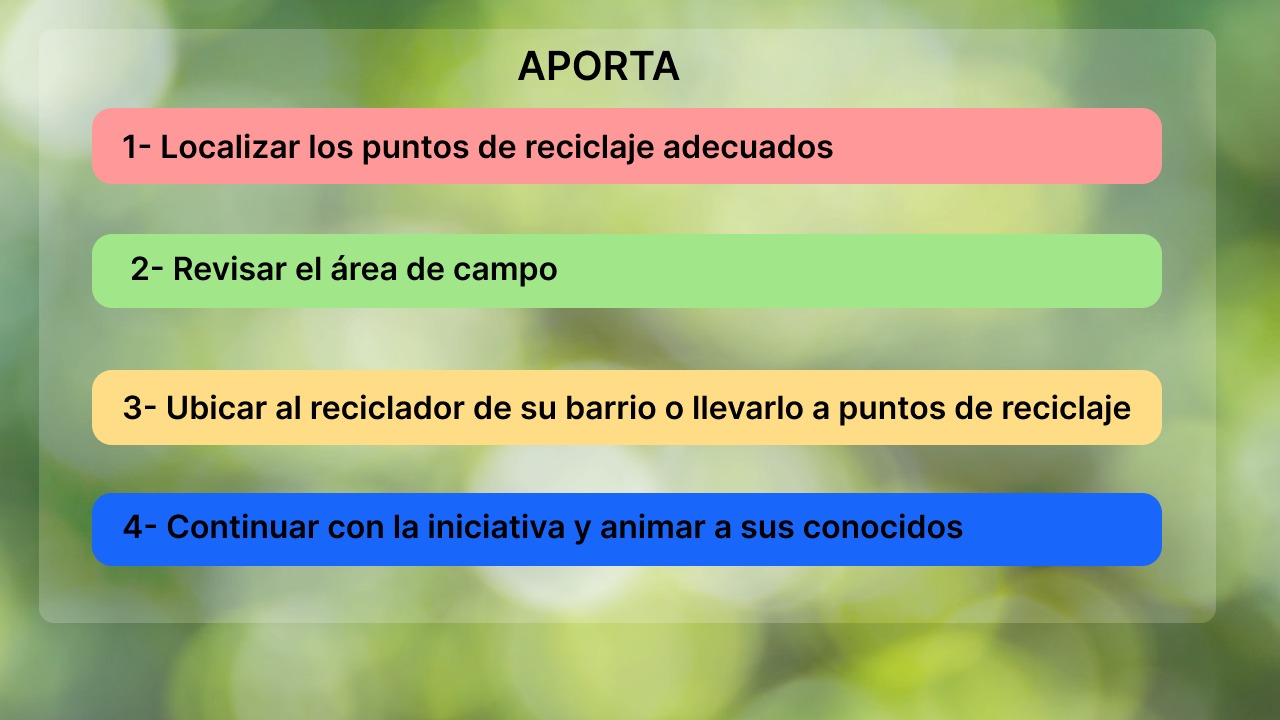 APORTA
1- Localizar los puntos de reciclaje adecuados
2- Revisar el área de campo
3- Ubicar al reciclador de su barrio o llevarlo a puntos de reciclaje
4- Continuar con la iniciativa y animar a sus conocidos